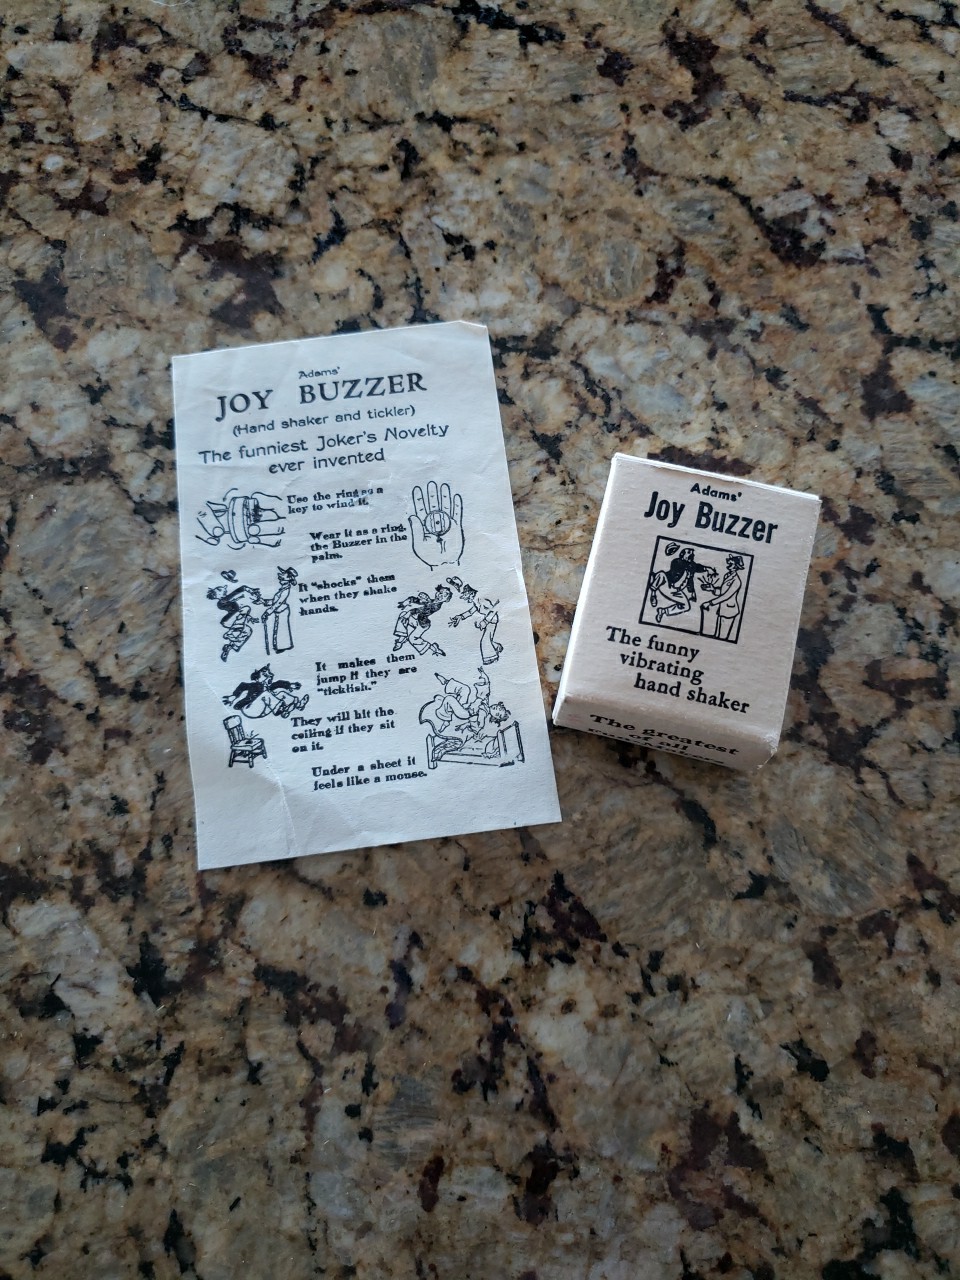 Adams'
JOY BUZZER
(Hand shaker and tickler)
The funniest Joker's Novelty
ever invented
Use the ring as a
key to wind it.
Wear it as a ring,
the Buzzer in the
palm.
It "shocks" them
when they shake
hands.
It makes them
jump if they are
"ticklish."
They will hit the
ceiling if they sit
on it.
Under a sheet it
feels like a mouse.
Adams'
Joy Buzzer
The funny
vibrating
hand shaker
The greatest
of all